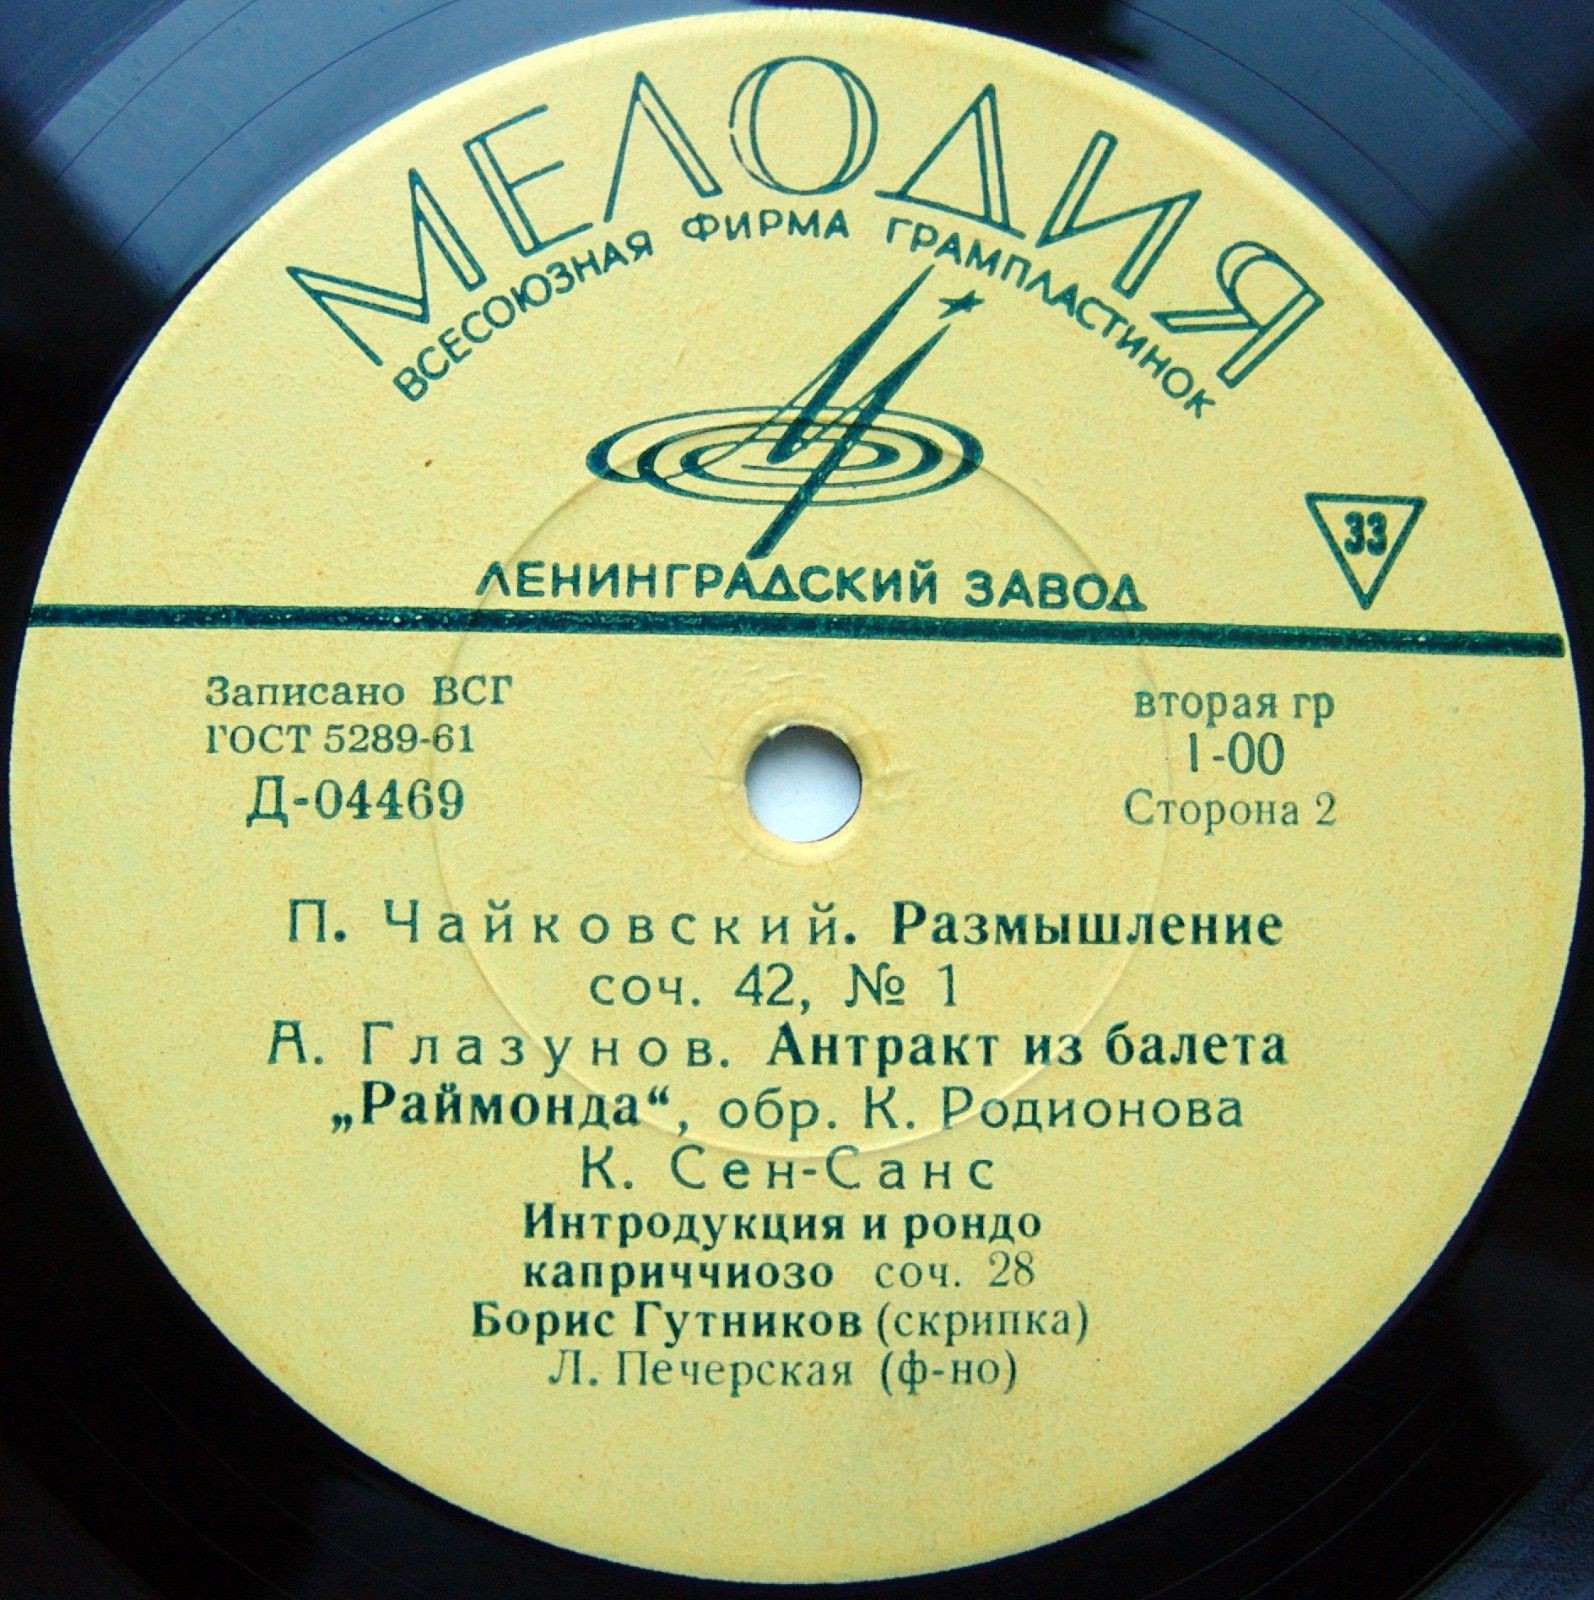 МЕЛОДИЯ
ВСЕСОЮЗНАЯ ФИРМА ГРАМПЛАСТИНОК
33
ЛЕНИНГРАДСКИЙ ЗАВОД
Записано ВСГ
ГОСТ 5289-61
Д-04469
вторая гр
1-00
Сторона 2
П. Чайковский. Размышление
соч. 42, № 1
А. Глазунов. Антракт из балета
„Раймонда“, обр. К. Родионова
К. Сен-Санс
Интродукция и рондо
каприччиозо соч. 28
Борис Гутников (скрипка)
Л. Печерская (ф-но)